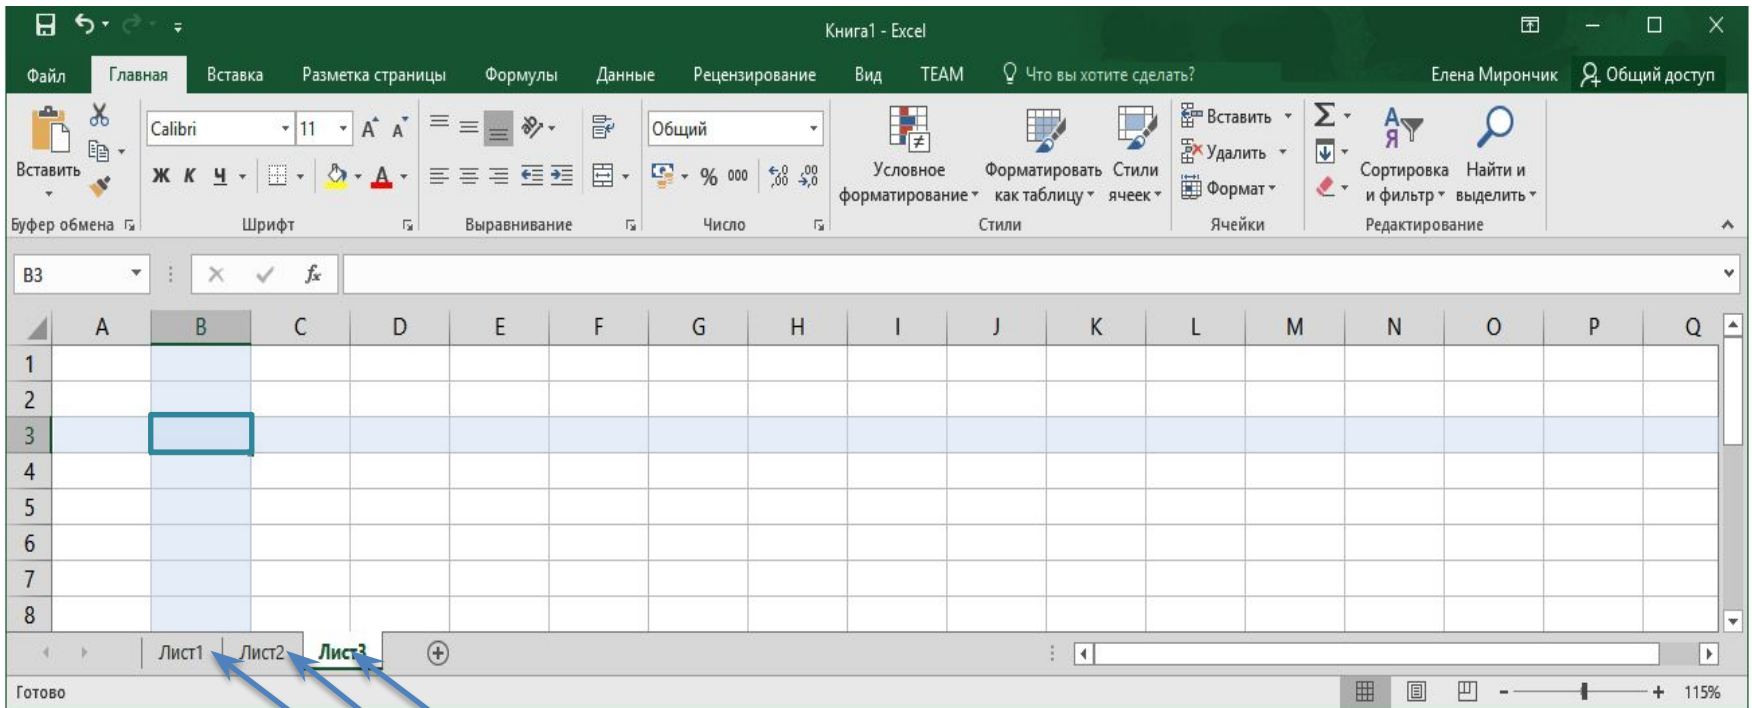 Книга1 - Excel
Файл Главная Вставка Разметка страницы Формулы Данные Рецензирование Вид TEAM Что вы хотите сделать? Елена Мирончик Общий доступ
Calibri 11 Общий Вставить
Вставить Ж К Ч % 000 Условное форматирование Форматировать как таблицу Стили ячеек Удалить Формат Сортировка и фильтр Найти и выделить
Буфер обмена Шрифт Выравнивание Число Стили Ячейки Редактирование
B3 fx
A B C D E F G H I J K L M N O P Q
1
2
3
4
5
6
7
8
Лист1 Лист2 Лист3
Готово 115%